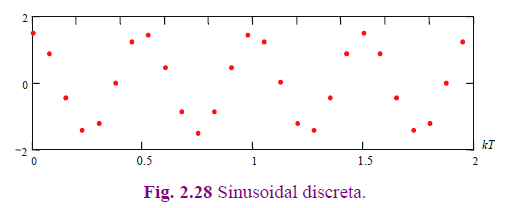 2
0
−2
0 0.5 1 1.5 2
kT
Fig. 2.28 Sinusoidal discreta.